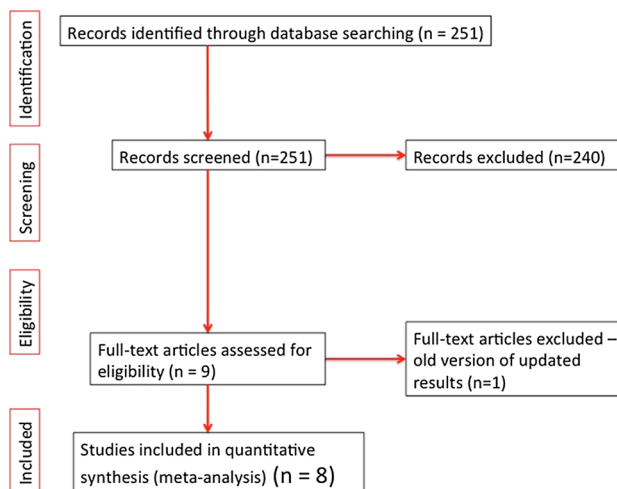 Identification
Records identified through database searching (n = 251)
Screening
Records screened (n=251)
Records excluded (n=240)
Eligibility
Full-text articles assessed for
eligibility (n = 9)
Full-text articles excluded –
old version of updated
results (n=1)
Included
Studies included in quantitative
synthesis (meta-analysis) (n = 8)